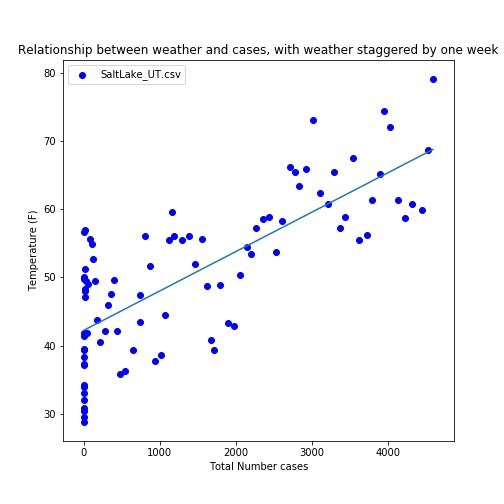 Relationship between weather and cases, with weather staggered by one week
SaltLake_UT.csv
80
70
60
50
40
30
Temperature (F)
0 1000 2000 3000 4000
Total Number cases